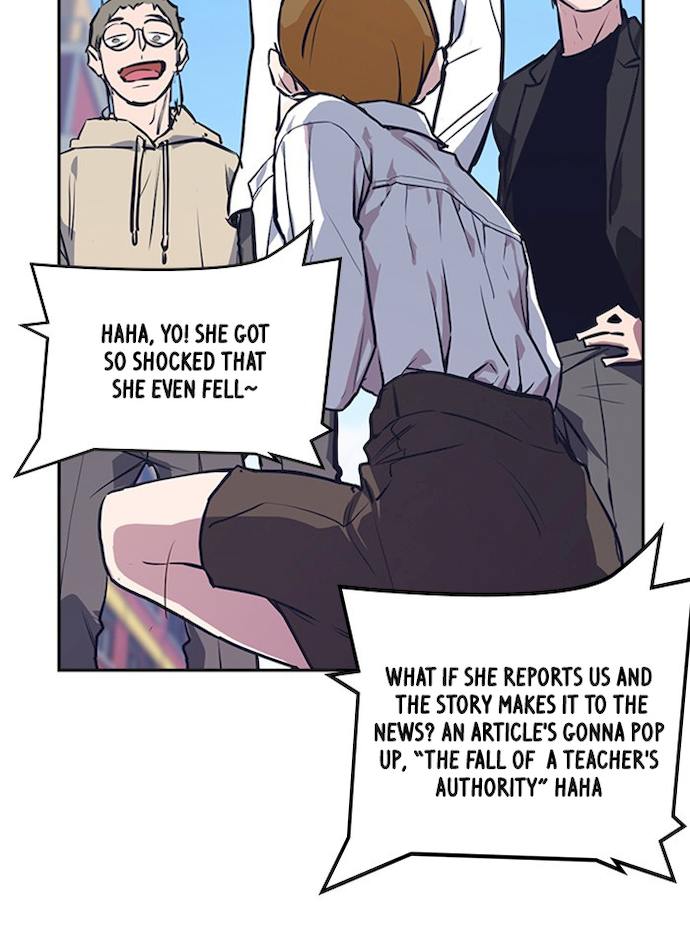 HAHA, YO! SHE GOT
SO SHOCKED THAT
SHE EVEN FELL~
WHAT IF SHE REPORTS US AND
THE STORY MAKES IT TO THE
NEWS? AN ARTICLE'S GONNA POP
UP, "THE FALL OF A TEACHER'S
AUTHORITY" HAHA